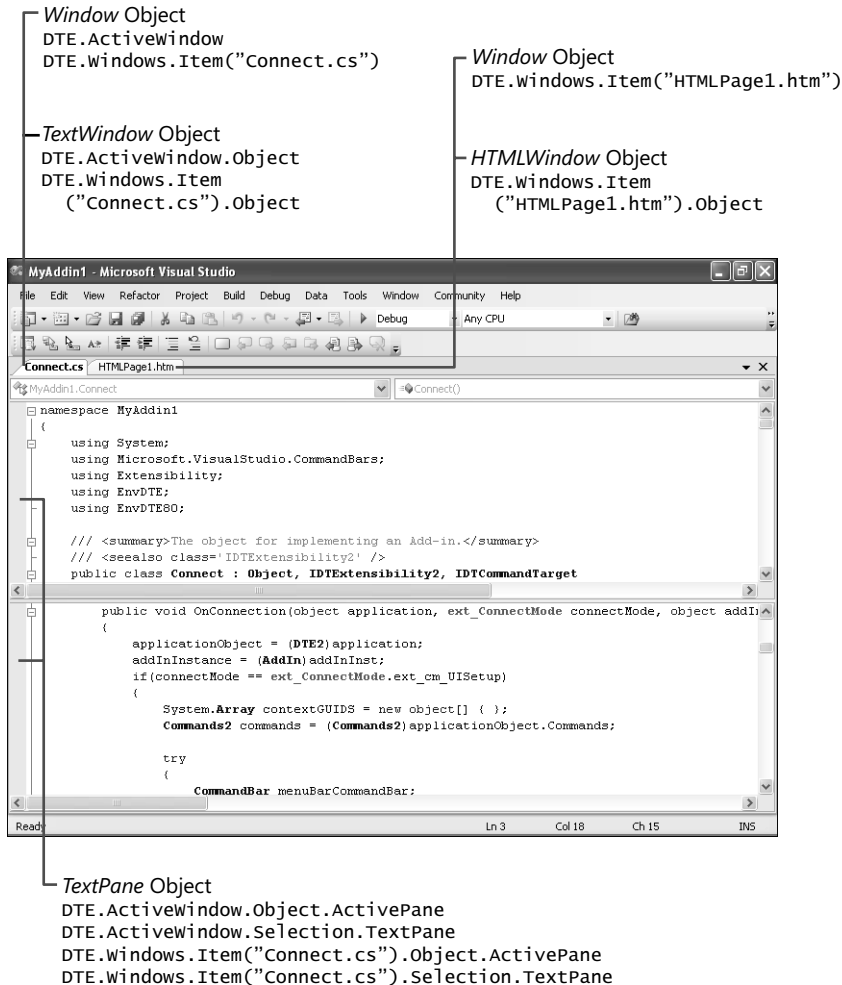 Window Object
DTE.ActiveWindow
DTE.Windows.Item(”Connect.cs”)
Window Object
DTE.Windows.Item(”HTMLPage1.htm”)
TextWindow Object
DTE.ActiveWindow.Object
DTE.Windows.Item
(”Connect.cs”).Object
HTMLWindow Object
DTE.Windows.Item
(”HTMLPage1.htm”).Object
MyAddin1 - Microsoft Visual Studio
File Edit View Refactor Project Build Debug Data Tools Window Community Help
Debug Any CPU
Connect.cs HTMLPage1.htm
MyAddin1.Connect Connect()
namespace MyAddin1
{
using System;
using Microsoft.VisualStudio.CommandBars;
using Extensibility;
using EnvDTE;
using EnvDTE80;
/// <summary>The object for implementing an Add-in.</summary>
/// <seealso class='IDTExtensibility2' />
public class Connect : Object, IDTExtensibility2, IDTCommandTarget
public void OnConnection(object application, ext_ConnectMode connectMode, object addI
{
applicationObject = (DTE2)application;
addInInstance = (AddIn)addInInst;
if(connectMode == ext_ConnectMode.ext_cm_UISetup)
{
System.Array contextGUIDS = new object[] { };
Commands2 commands = (Commands2)applicationObject.Commands;
try
{
CommandBar menuBarCommandBar;
Ready Ln 3 Col 18 Ch 15 INS
TextPane Object
DTE.ActiveWindow.Object.ActivePane
DTE.ActiveWindow.Selection.TextPane
DTE.Windows.Item(”Connect.cs”).Object.ActivePane
DTE.Windows.Item(”Connect.cs”).Selection.TextPane